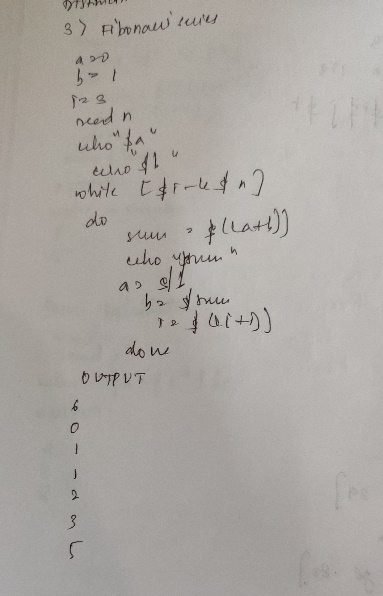 3) Fibonacci series
a=0
b=1
i=3
read n
echo "$a"
echo "$b"
while [$i -le $n]
do
sum = $((a+b))
echo "$sum"
a= $b
b= $sum
i= $((i+1))
done
OUTPUT
6
0
1
1
2
3
5